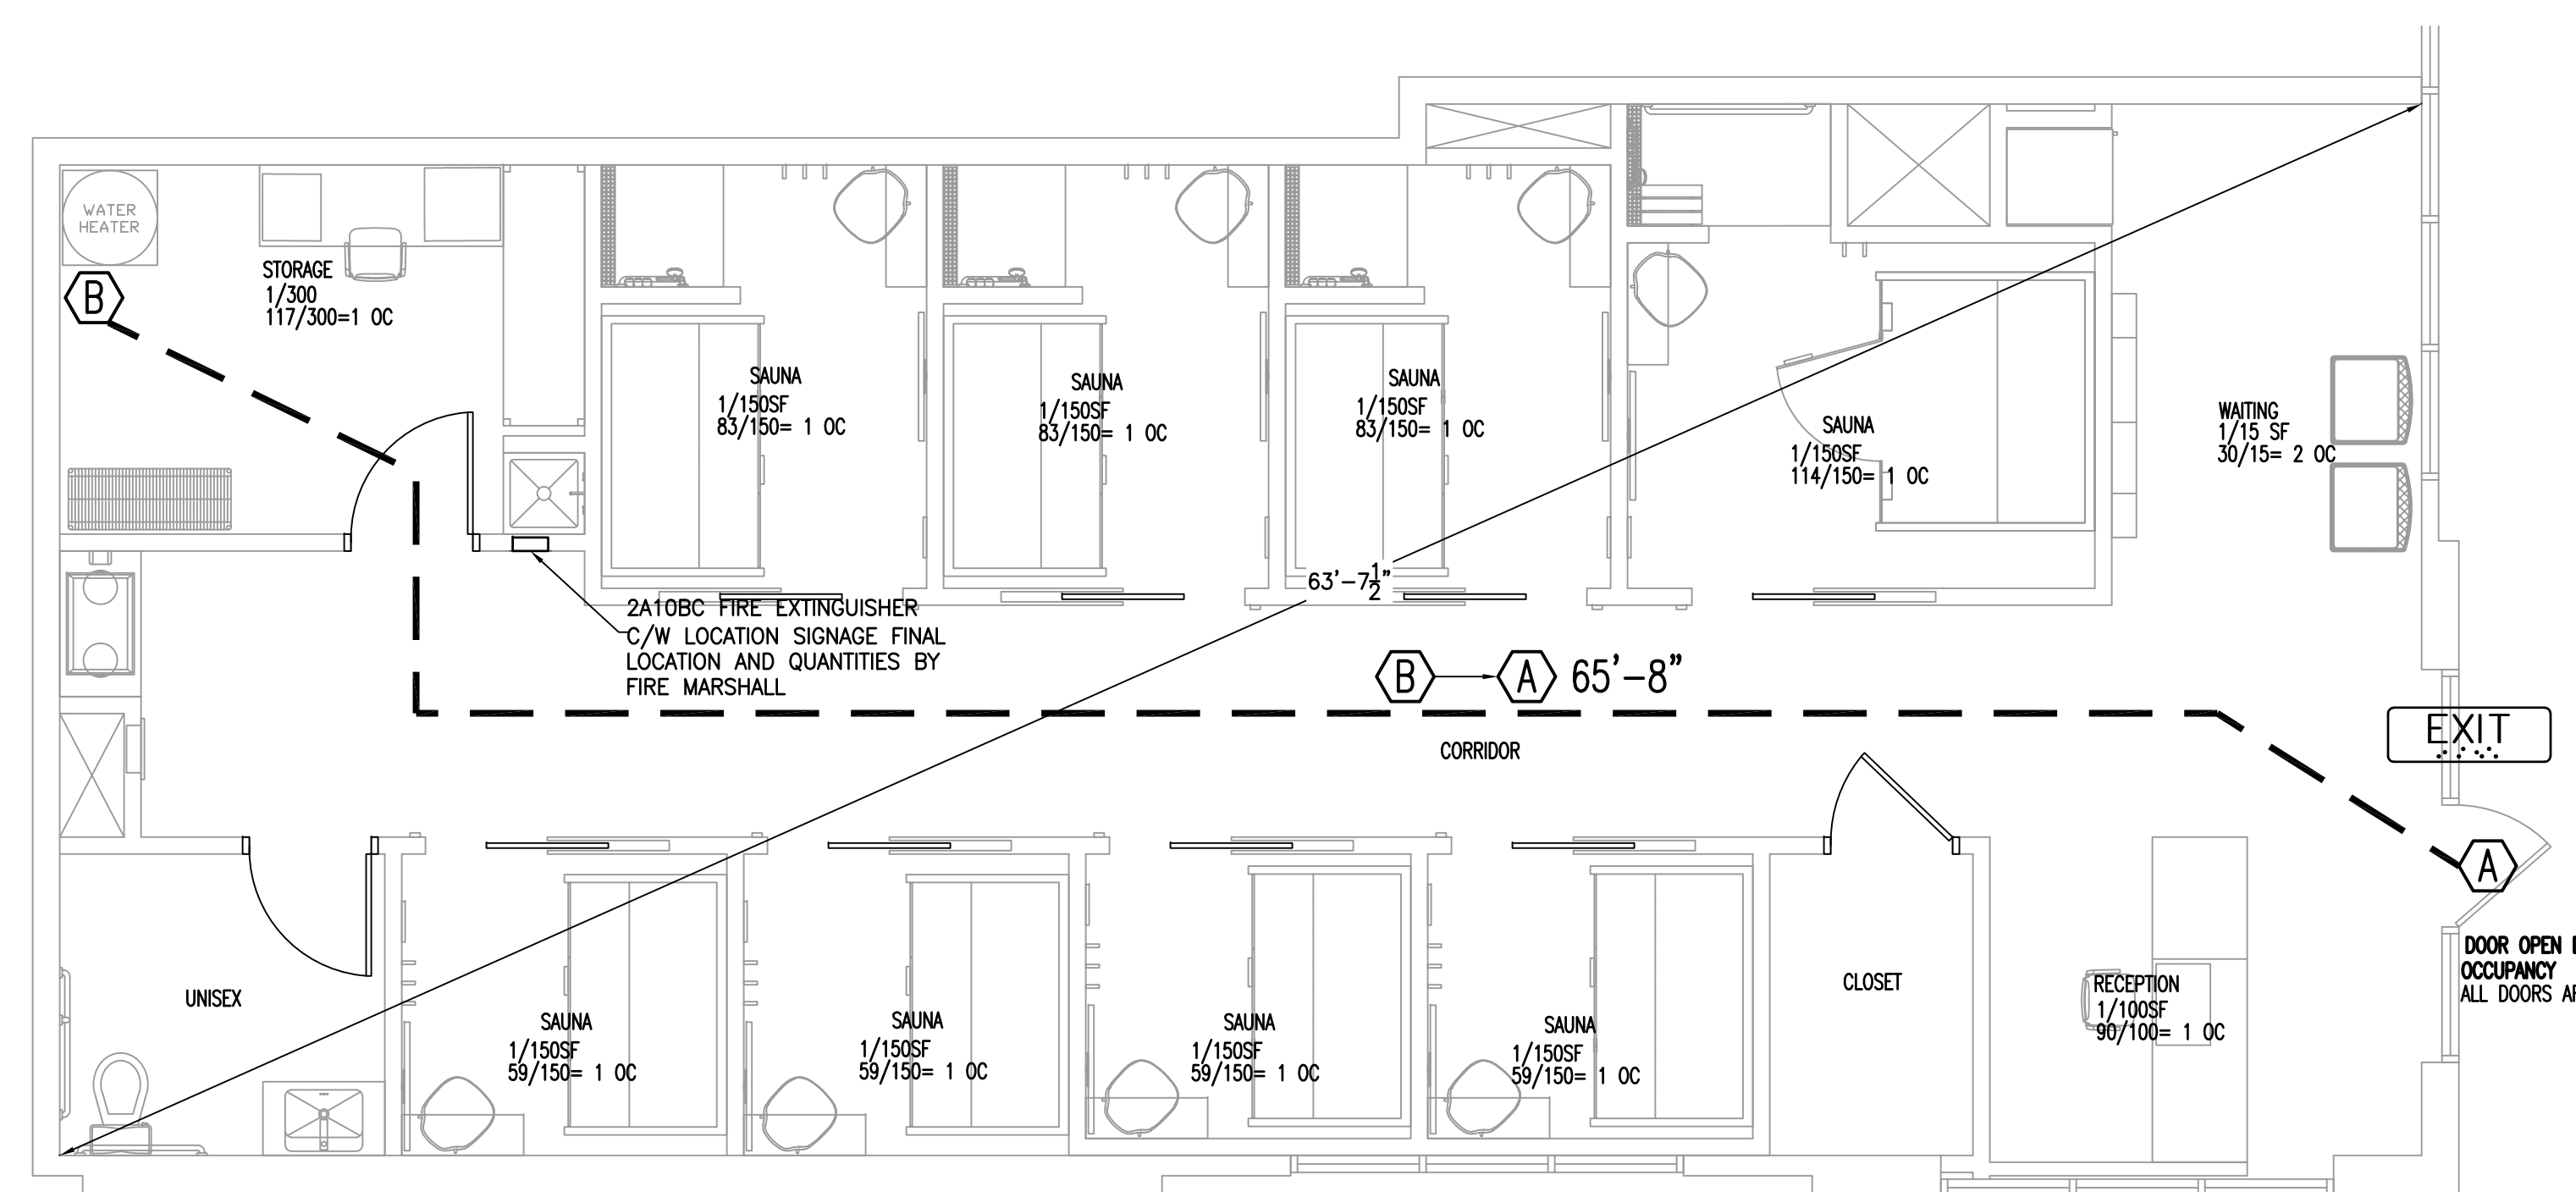 WATER
HEATER
B
STORAGE
1/300
117/300=1 OC
SAUNA
1/150SF
83/150= 1 OC
SAUNA
1/150SF
83/150= 1 OC
SAUNA
1/150SF
83/150= 1 OC
SAUNA
1/150SF
114/150= 1 OC
WAITING
1/15 SF
30/15= 2 OC
63'-7 1/2"
2A10BC FIRE EXTINGUISHER
C/W LOCATION SIGNAGE FINAL
LOCATION AND QUANTITIES BY
FIRE MARSHALL
B A 65'-8"
CORRIDOR
EXIT
A
DOOR OPEN
OCCUPANCY
ALL DOORS
UNISEX
SAUNA
1/150SF
59/150= 1 OC
SAUNA
1/150SF
59/150= 1 OC
SAUNA
1/150SF
59/150= 1 OC
SAUNA
1/150SF
59/150= 1 OC
CLOSET
RECEPTION
1/100SF
90/100= 1 OC